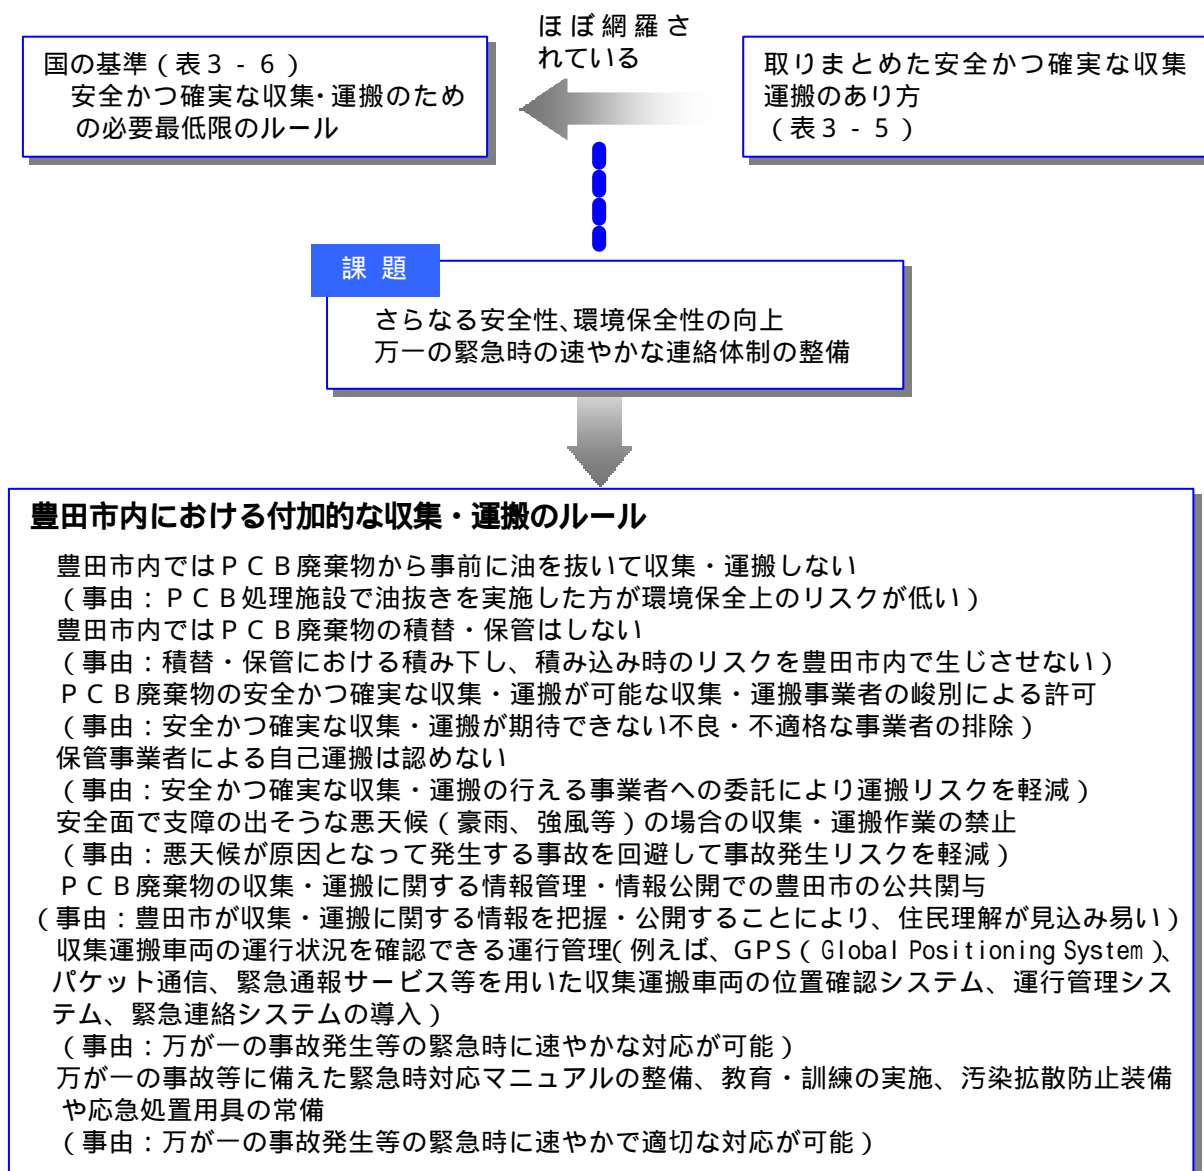 ほぼ網羅さ
れている
国の基準（表３‐６）
安全かつ確実な収集・運搬のため
の必要最低限のルール
取りまとめた安全かつ確実な収集
運搬のあり方
（表３‐５）
課 題
さらなる安全性、環境保全性の向上
万一の緊急時の速やかな連絡体制の整備
豊田市内における付加的な収集・運搬のルール
豊田市内ではＰＣＢ廃棄物から事前に油を抜いて収集・運搬しない
（事由：ＰＣＢ処理施設で油抜きを実施した方が環境保全上のリスクが低い）
豊田市内ではＰＣＢ廃棄物の積替・保管はしない
（事由：積替・保管における積み下し、積み込み時のリスクを豊田市内で生じさせない）
ＰＣＢ廃棄物の安全かつ確実な収集・運搬が可能な収集・運搬事業者の峻別による許可
（事由：安全かつ確実な収集・運搬が期待できない不良・不適格な事業者の排除）
保管事業者による自己運搬は認めない
（事由：安全かつ確実な収集・運搬の行える事業者への委託により運搬リスクを軽減）
安全面で支障の出そうな悪天候（豪雨、強風等）の場合の収集・運搬作業の禁止
（事由：悪天候が原因となって発生する事故を回避して事故発生リスクを軽減）
ＰＣＢ廃棄物の収集・運搬に関する情報管理・情報公開での豊田市の公共関与
（事由：豊田市が収集・運搬に関する情報を把握・公開することにより、住民理解が見込み易い）
収集運搬車両の運行状況を確認できる運行管理（例えば、ＧＰＳ（Global Positioning System）、
パケット通信、緊急通報サービス等を用いた収集運搬車両の位置確認システム、運行管理シス
テム、緊急連絡システムの導入）
（事由：万が一の事故発生等の緊急時に速やかな対応が可能）
万が一の事故等に備えた緊急時対応マニュアルの整備、教育・訓練の実施、汚染拡散防止装備
や応急処置用具の常備
（事由：万が一の事故発生等の緊急時に速やかで適切な対応が可能）